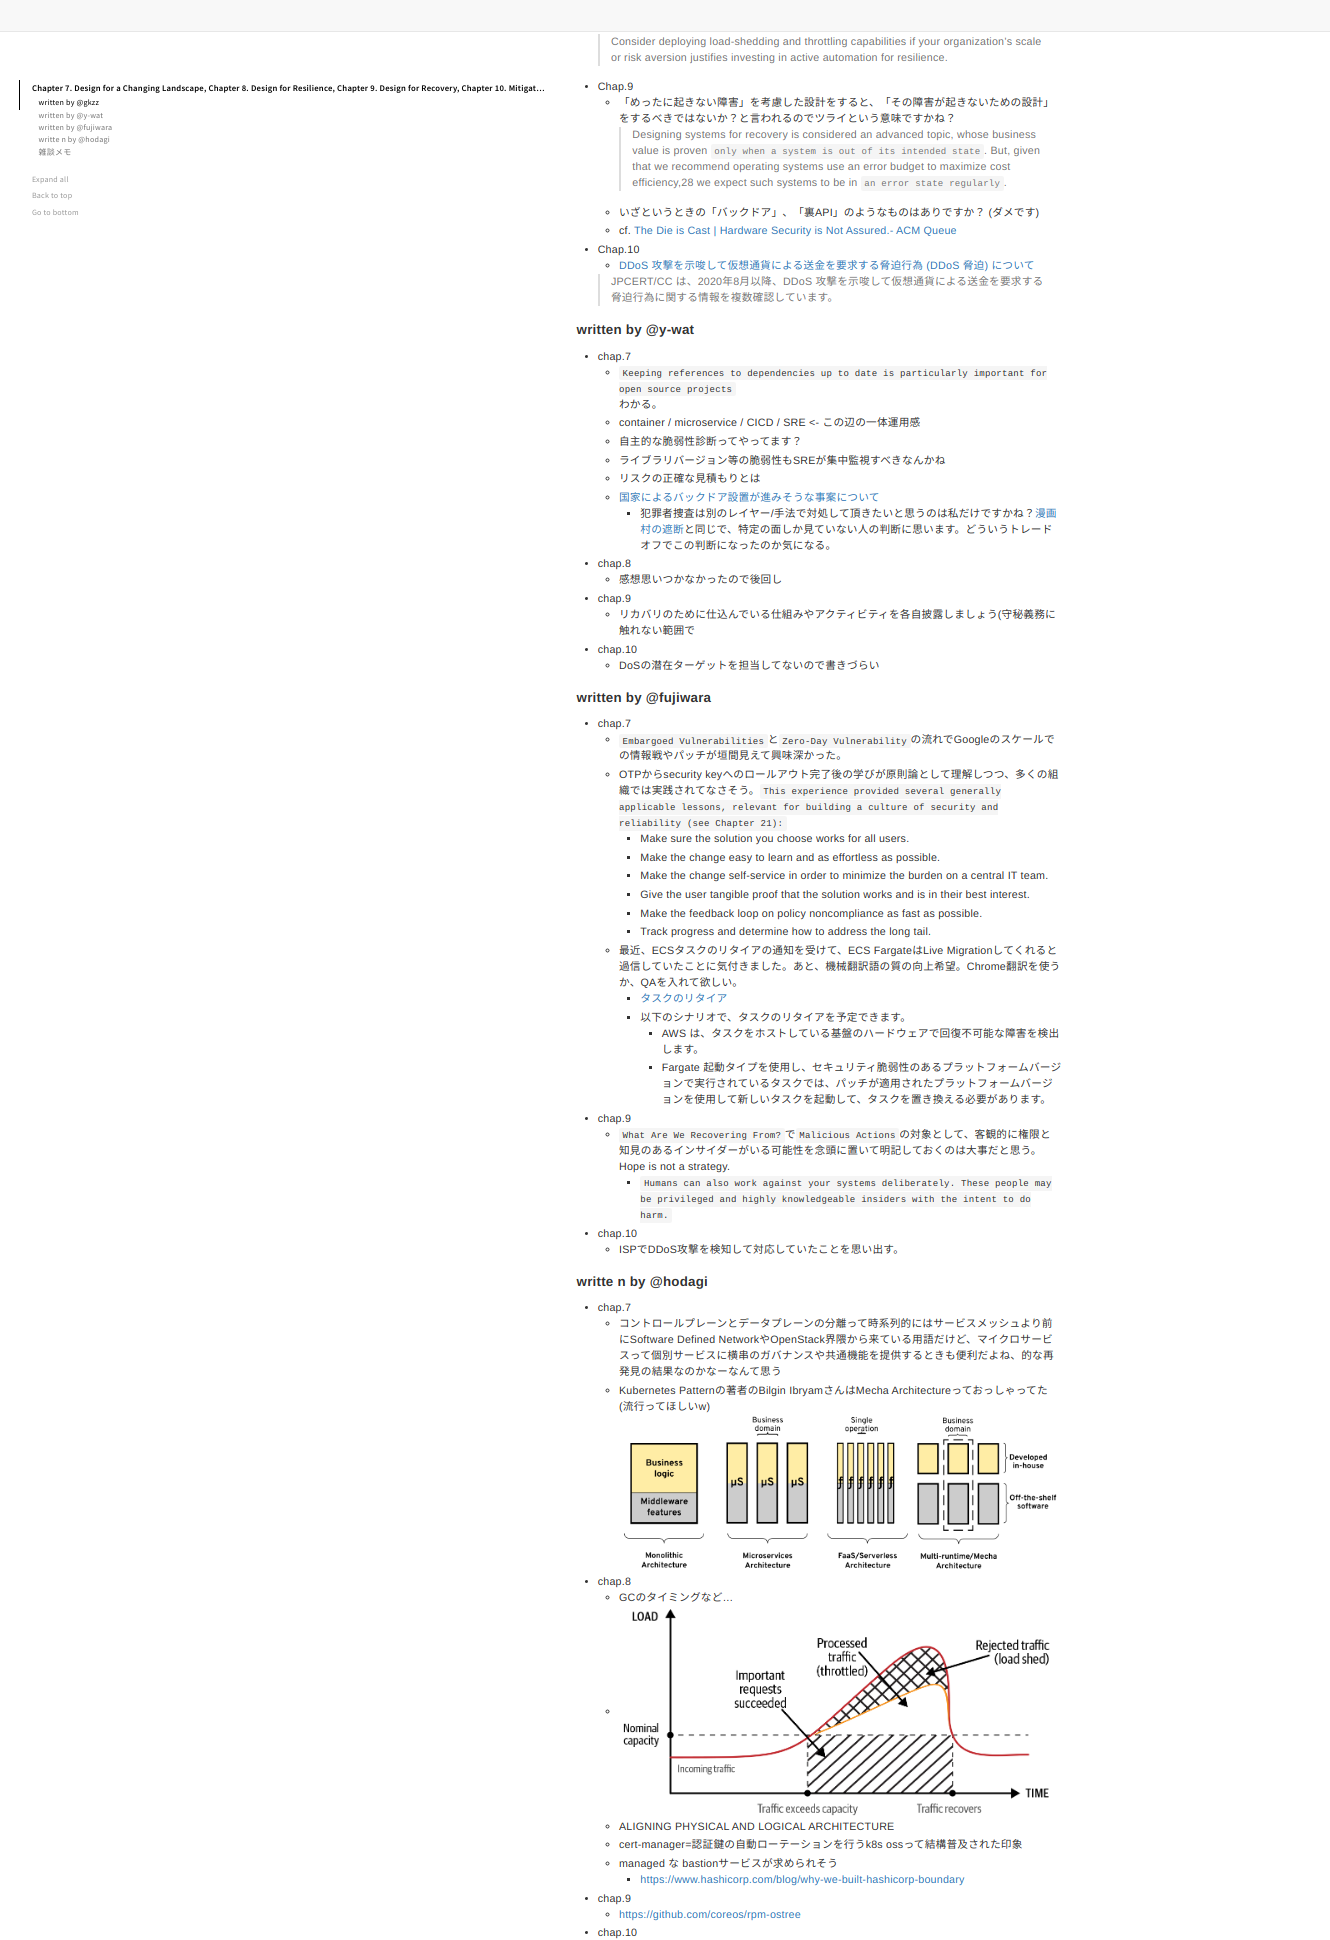 Consider deploying load-shedding and throttling capabilities if your organization's scale
or risk aversion justifies investing in active automation for resilience.
Chapter 7. Design for a Changing Landscape, Chapter 8. Design for Resilience, Chapter 9. Design for Recovery, Chapter 10. Mitigat…
written by @gkzz
written by @y-wat
written by @fujiwara
writte n by @hodagi
雑談メモ
Expand all
Back to top
Go to bottom
Chap.9
「めったに起きない障害」を考慮した設計をすると、「その障害が起きないための設計」
をするべきではないか？と言われるのでツライという意味ですかね？
Designing systems for recovery is considered an advanced topic, whose business
value is proven only when a system is out of its intended state . But, given
that we recommend operating systems use an error budget to maximize cost
efficiency,28 we expect such systems to be in an error state regularly .
いざというときの「バックドア」、「裏API」のようなものはありですか？ (ダメです)
cf. The Die is Cast | Hardware Security is Not Assured.- ACM Queue
Chap.10
DDoS 攻撃を示唆して仮想通貨による送金を要求する脅迫行為 (DDoS 脅迫) について
JPCERT/CC は、2020年8月以降、DDoS 攻撃を示唆して仮想通貨による送金を要求する
脅迫行為に関する情報を複数確認しています。
written by @y-wat
chap.7
Keeping references to dependencies up to date is particularly important for
open source projects
わかる。
container / microservice / CICD / SRE <- この辺の一体運用感
自主的な脆弱性診断ってやってます？
ライブラリバージョン等の脆弱性もSREが集中監視すべきなんかね
リスクの正確な見積もりとは
国家によるバックドア設置が進みそうな事案について
犯罪者捜査は別のレイヤー/手法で対処して頂きたいと思うのは私だけですかね？漫画
村の遮断と同じで、特定の面しか見ていない人の判断に思います。どういうトレード
オフでこの判断になったのか気になる。
chap.8
感想思いつかなかったので後回し
chap.9
リカバリのために仕込んでいる仕組みやアクティビティを各自披露しましょう(守秘義務に
触れない範囲で
chap.10
DoSの潜在ターゲットを担当してないので書きづらい
written by @fujiwara
chap.7
Embargoed Vulnerabilities と Zero-Day Vulnerability の流れでGoogleのスケールで
の情報戦やパッチが垣間見えて興味深かった。
OTPからsecurity keyへのロールアウト完了後の学びが原則論として理解しつつ、多くの組
織では実践されてなさそう。 This experience provided several generally
applicable lessons, relevant for building a culture of security and
reliability (see Chapter 21):
Make sure the solution you choose works for all users.
Make the change easy to learn and as effortless as possible.
Make the change self-service in order to minimize the burden on a central IT team.
Give the user tangible proof that the solution works and is in their best interest.
Make the feedback loop on policy noncompliance as fast as possible.
Track progress and determine how to address the long tail.
最近、ECSタスクのリタイアの通知を受けて、ECS FargateはLive Migrationしてくれると
過信していたことに気付きました。あと、機械翻訳語の質の向上希望。Chrome翻訳を使う
か、QAを入れて欲しい。
タスクのリタイア
以下のシナリオで、タスクのリタイアを予定できます。
AWS は、タスクをホストしている基盤のハードウェアで回復不可能な障害を検出
します。
Fargate 起動タイプを使用し、セキュリティ脆弱性のあるプラットフォームバージ
ョンで実行されているタスクでは、パッチが適用されたプラットフォームバージ
ョンを使用して新しいタスクを起動して、タスクを置き換える必要があります。
chap.9
What Are We Recovering From? で Malicious Actions の対象として、客観的に権限と
知見のあるインサイダーがいる可能性を念頭に置いて明記しておくのは大事だと思う。
Hope is not a strategy.
Humans can also work against your systems deliberately. These people may
be privileged and highly knowledgeable insiders with the intent to do
harm.
chap.10
ISPでDDoS攻撃を検知して対応していたことを思い出す。
writte n by @hodagi
chap.7
コントロールプレーンとデータプレーンの分離って時系列的にはサービスメッシュより前
にSoftware Defined NetworkやOpenStack界隈から来ている用語だけど、マイクロサービ
スって個別サービスに横串のガバナンスや共通機能を提供するときも便利だよね、的な再
発見の結果なのかなーなんて思う
Kubernetes Patternの著者のBilgin IbryamさんはMecha Architectureっておっしゃってた
(流行ってほしいw)
Business
domain
Single
operation
Business
domain
Business
logic
Middleware
features
µS µS µS
f f f f f f
Developed
in-house
Off-the-shelf
software
Monolithic
Architecture
Microservices
Architecture
FaaS/Serverless
Architecture
Multi-runtime/Mecha
Architecture
chap.8
GCのタイミングなど…
LOAD
Processed
traffic
(throttled)
Rejected traffic
(load shed)
Important
requests
succeeded
Nominal
capacity
Incoming traffic
TIME
Traffic exceeds capacity
Traffic recovers
ALIGNING PHYSICAL AND LOGICAL ARCHITECTURE
cert-manager=認証鍵の自動ローテーションを行うk8s ossって結構普及された印象
managed な bastionサービスが求められそう
https://www.hashicorp.com/blog/why-we-built-hashicorp-boundary
chap.9
https://github.com/coreos/rpm-ostree
chap.10